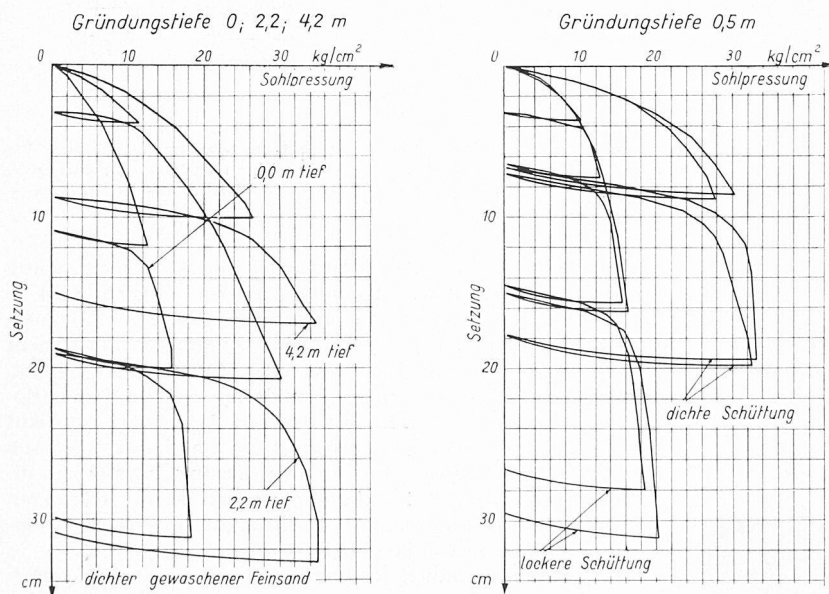 Gründungstiefe 0; 2,2; 4,2 m
0 10 20 30 kg/cm²
Sohlpressung
0,0 m tief
10
Setzung
4,2 m tief
20
2,2 m tief
30
cm
dichter gewaschener Feinsand
Gründungstiefe 0,5 m
0 10 20 30 kg/cm²
Sohlpressung
10
Setzung
20
dichte Schüttung
30
lockere Schüttung
cm